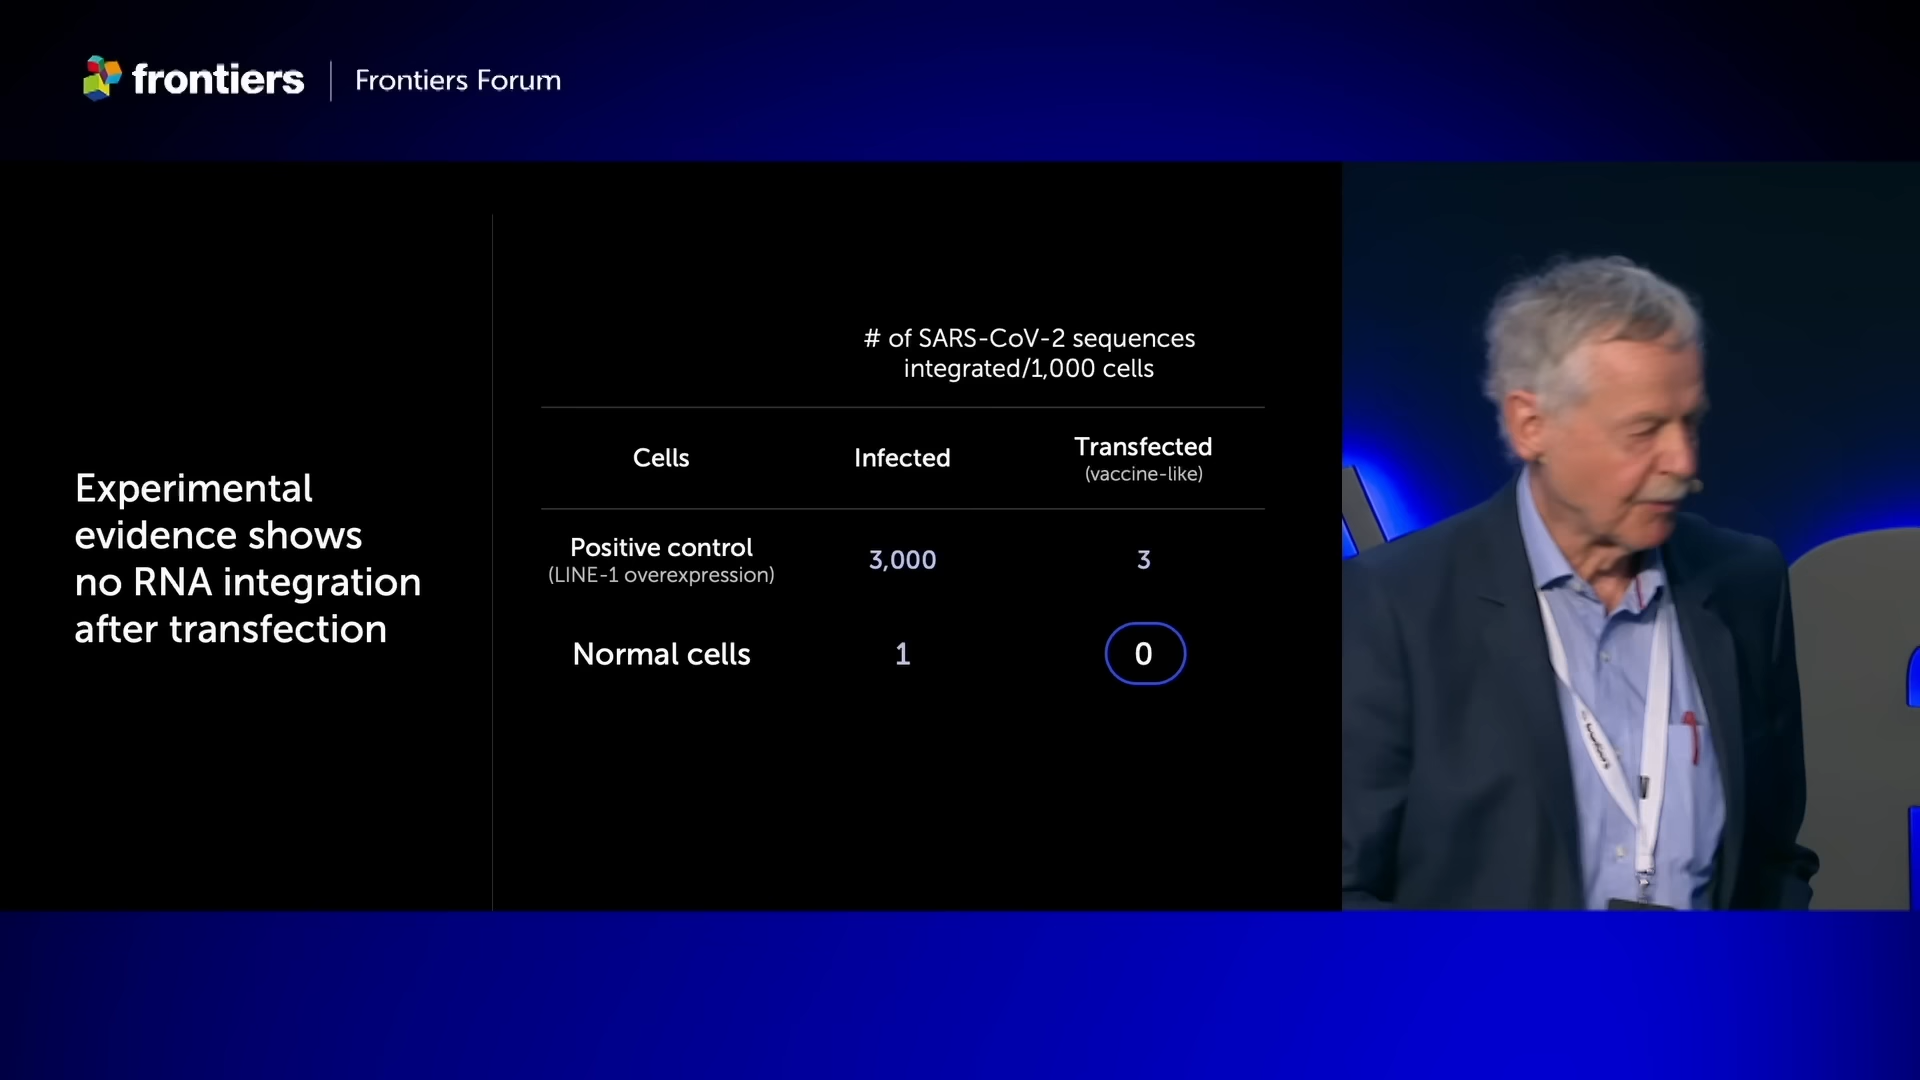 frontiers | Frontiers Forum
Experimental
evidence shows
no RNA integration
after transfection
# of SARS-CoV-2 sequences
integrated/1,000 cells
Cells Infected Transfected
(vaccine-like)
Positive control 3,000 3
(LINE-1 overexpression)
Normal cells 1 0